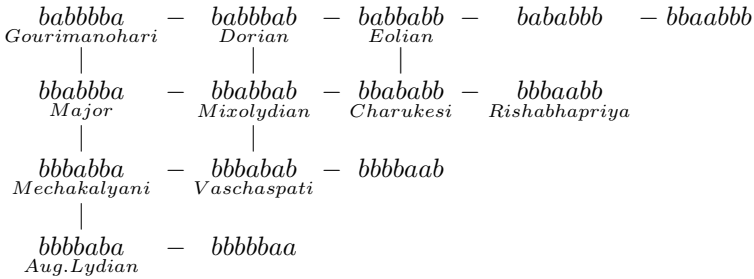 babbbba − babbbab − babbabb − bababbb − bbaabbb
Gourimanohari Dorian Eolian
bbabbba − bbabbab − bbababb − bbbaabb
Major Mixolydian Charukesi Rishabhapriya
bbbabba − bbbabab − bbbbaab
Mechakalyani Vaschaspati
bbbbaba − bbbbbaa
Aug.Lydian